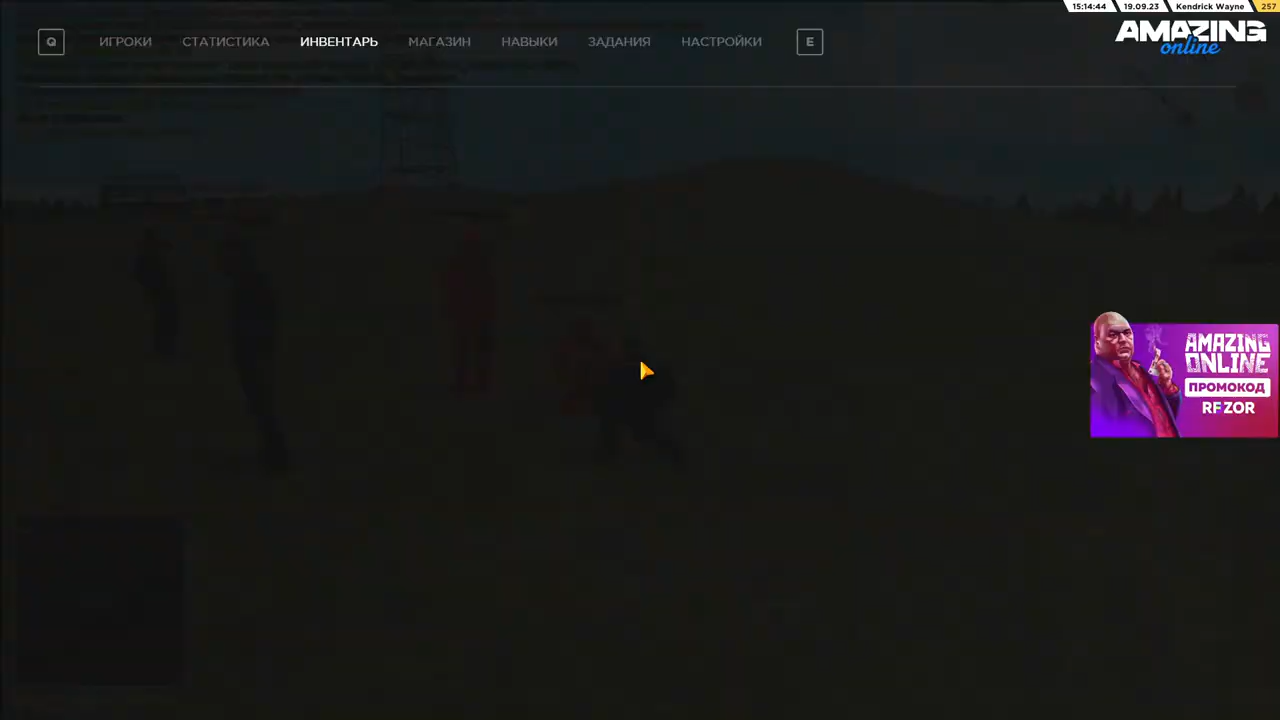 15:14:44 19.09.23 Kendrick Wayne 257
Q ИГРОКИ СТАТИСТИКА ИНВЕНТАРЬ МАГАЗИН НАВЫКИ ЗАДАНИЯ НАСТРОЙКИ E
AMAZING
online
AMAZING
ONLINE
ПРОМОКОД
RFZOR